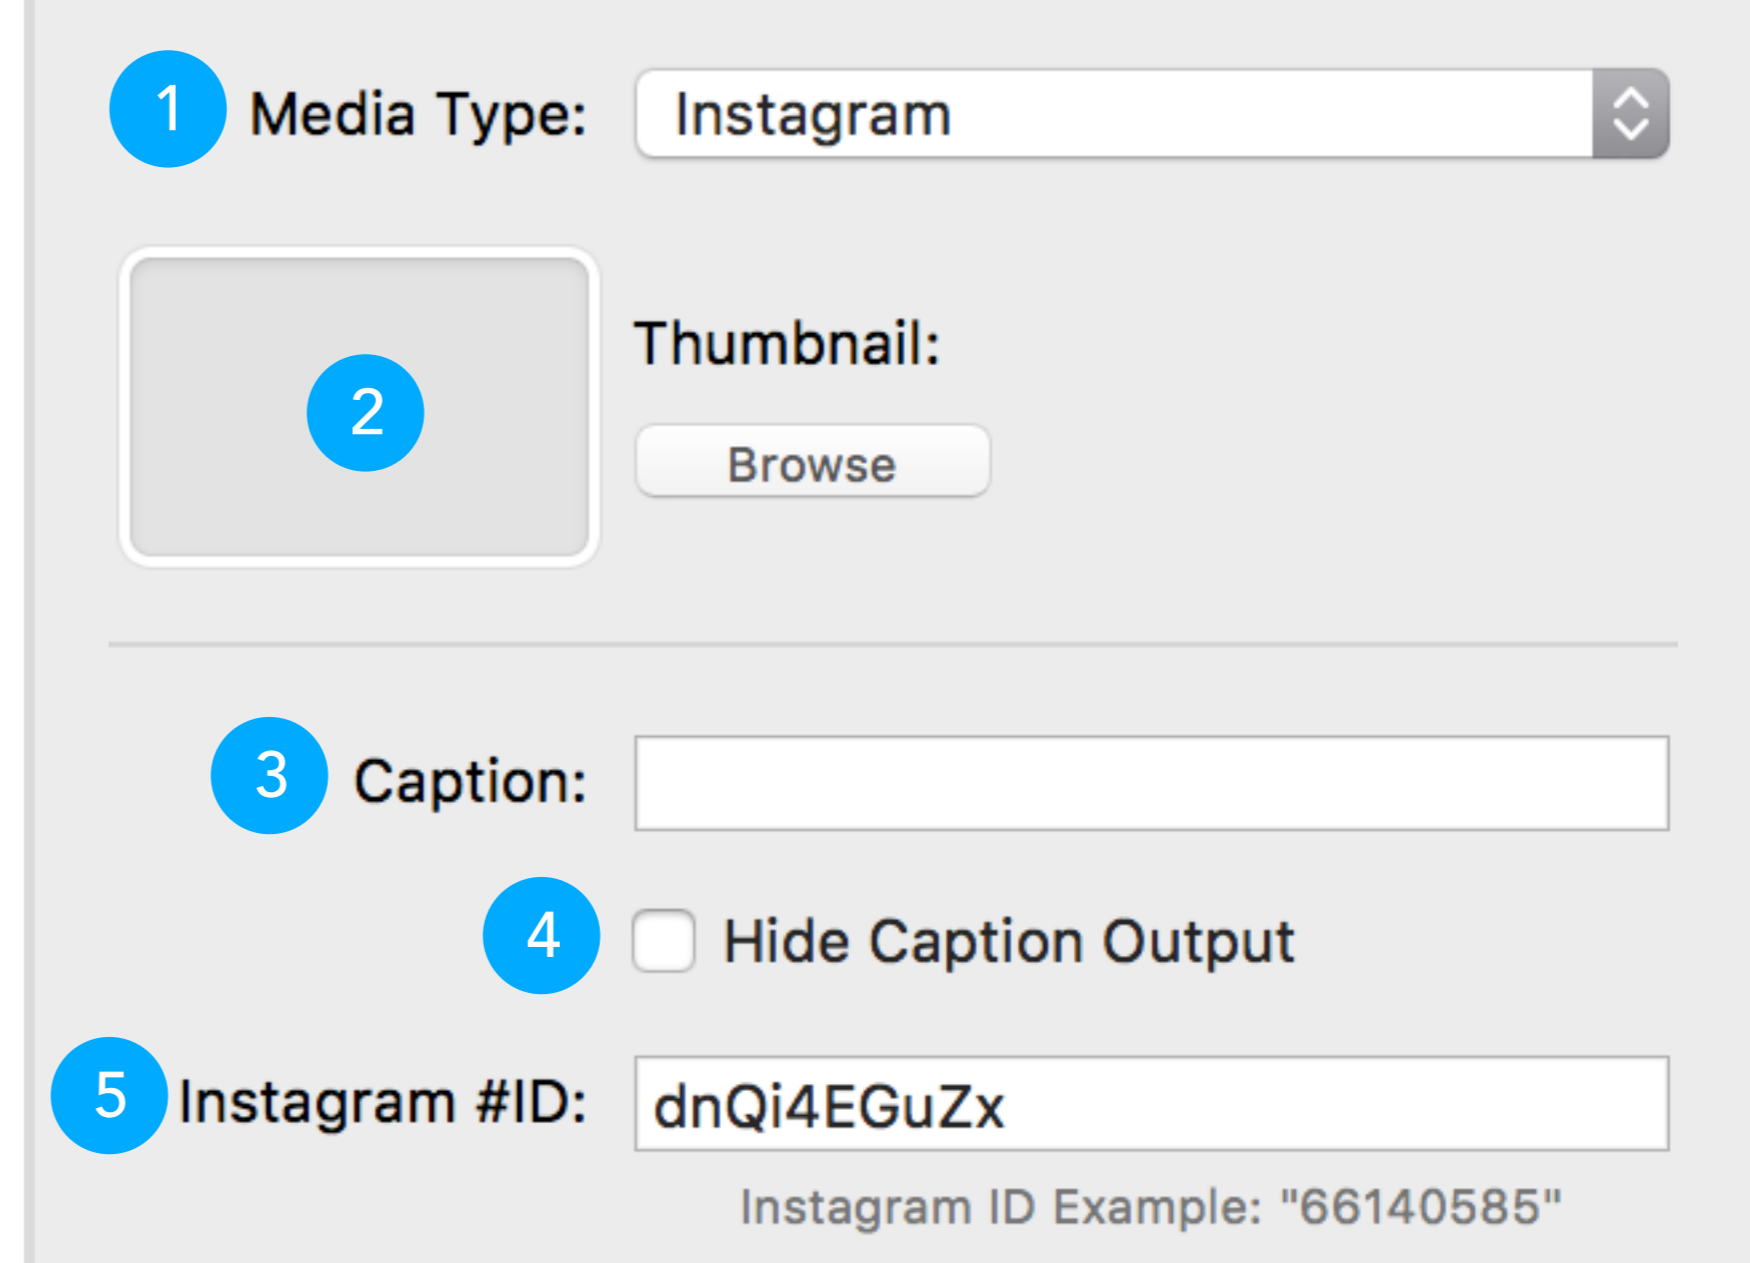 1 Media Type: Instagram
Thumbnail:
2
Browse
3 Caption:
4 Hide Caption Output
5 Instagram #ID: dnQi4EGuZx
Instagram ID Example: "66140585"